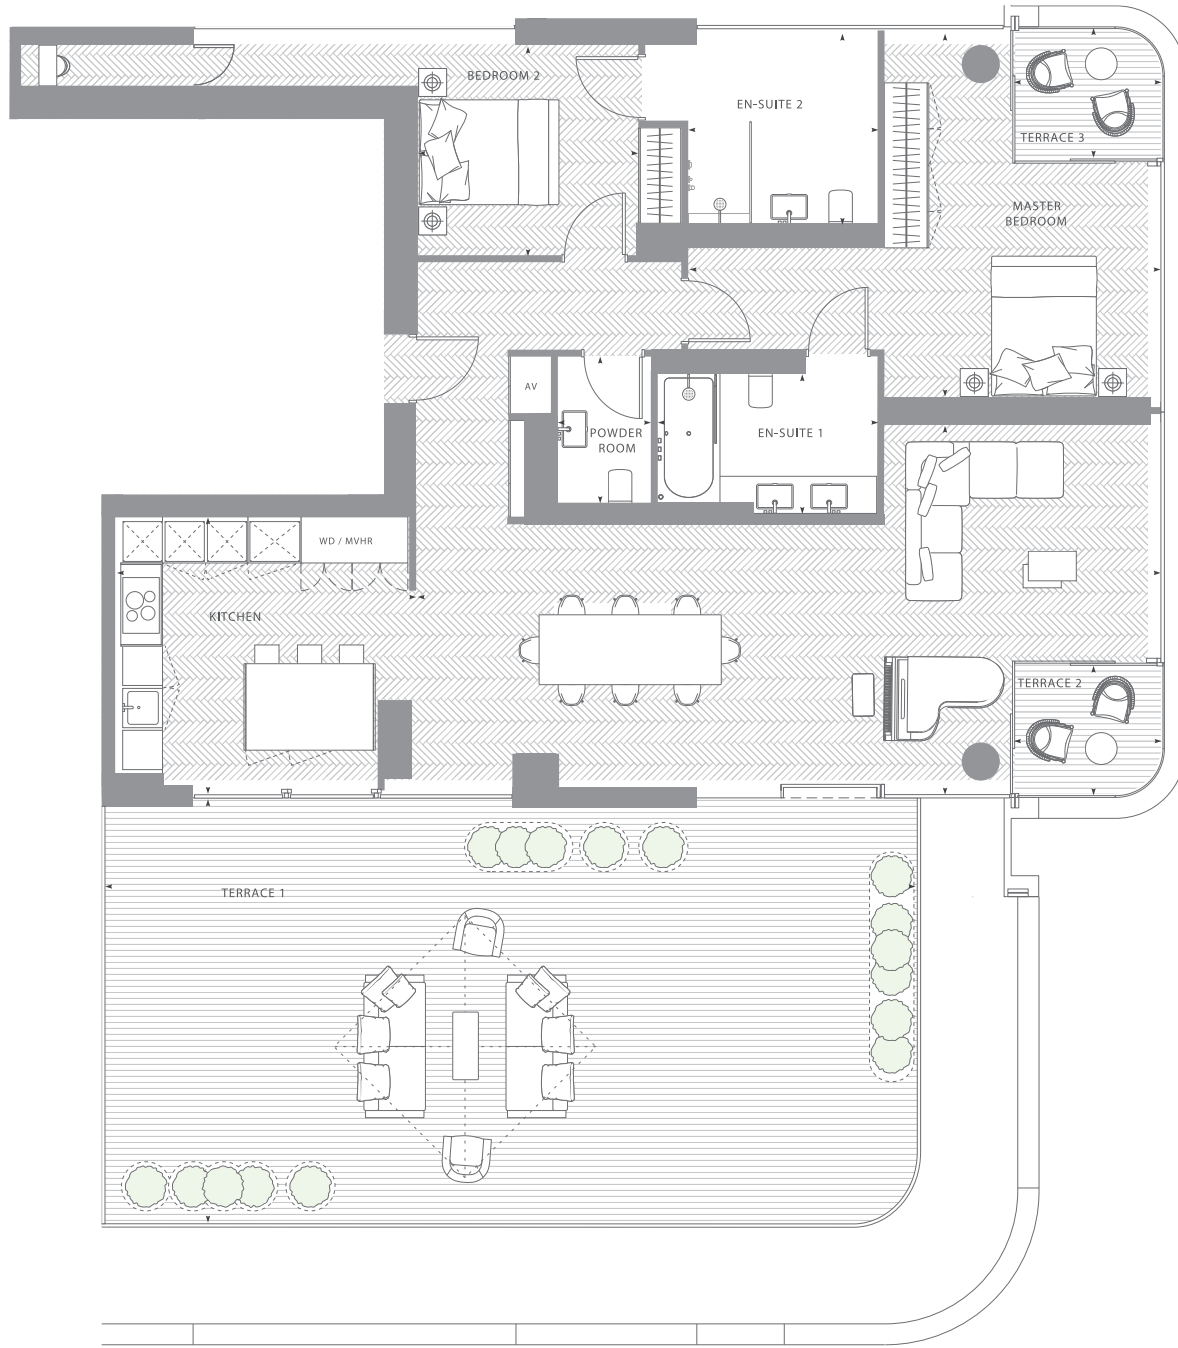 BEDROOM 2
EN-SUITE 2
TERRACE 3
MASTER
BEDROOM
AV
POWDER
ROOM
EN-SUITE 1
WD / MVHR
KITCHEN
TERRACE 2
TERRACE 1